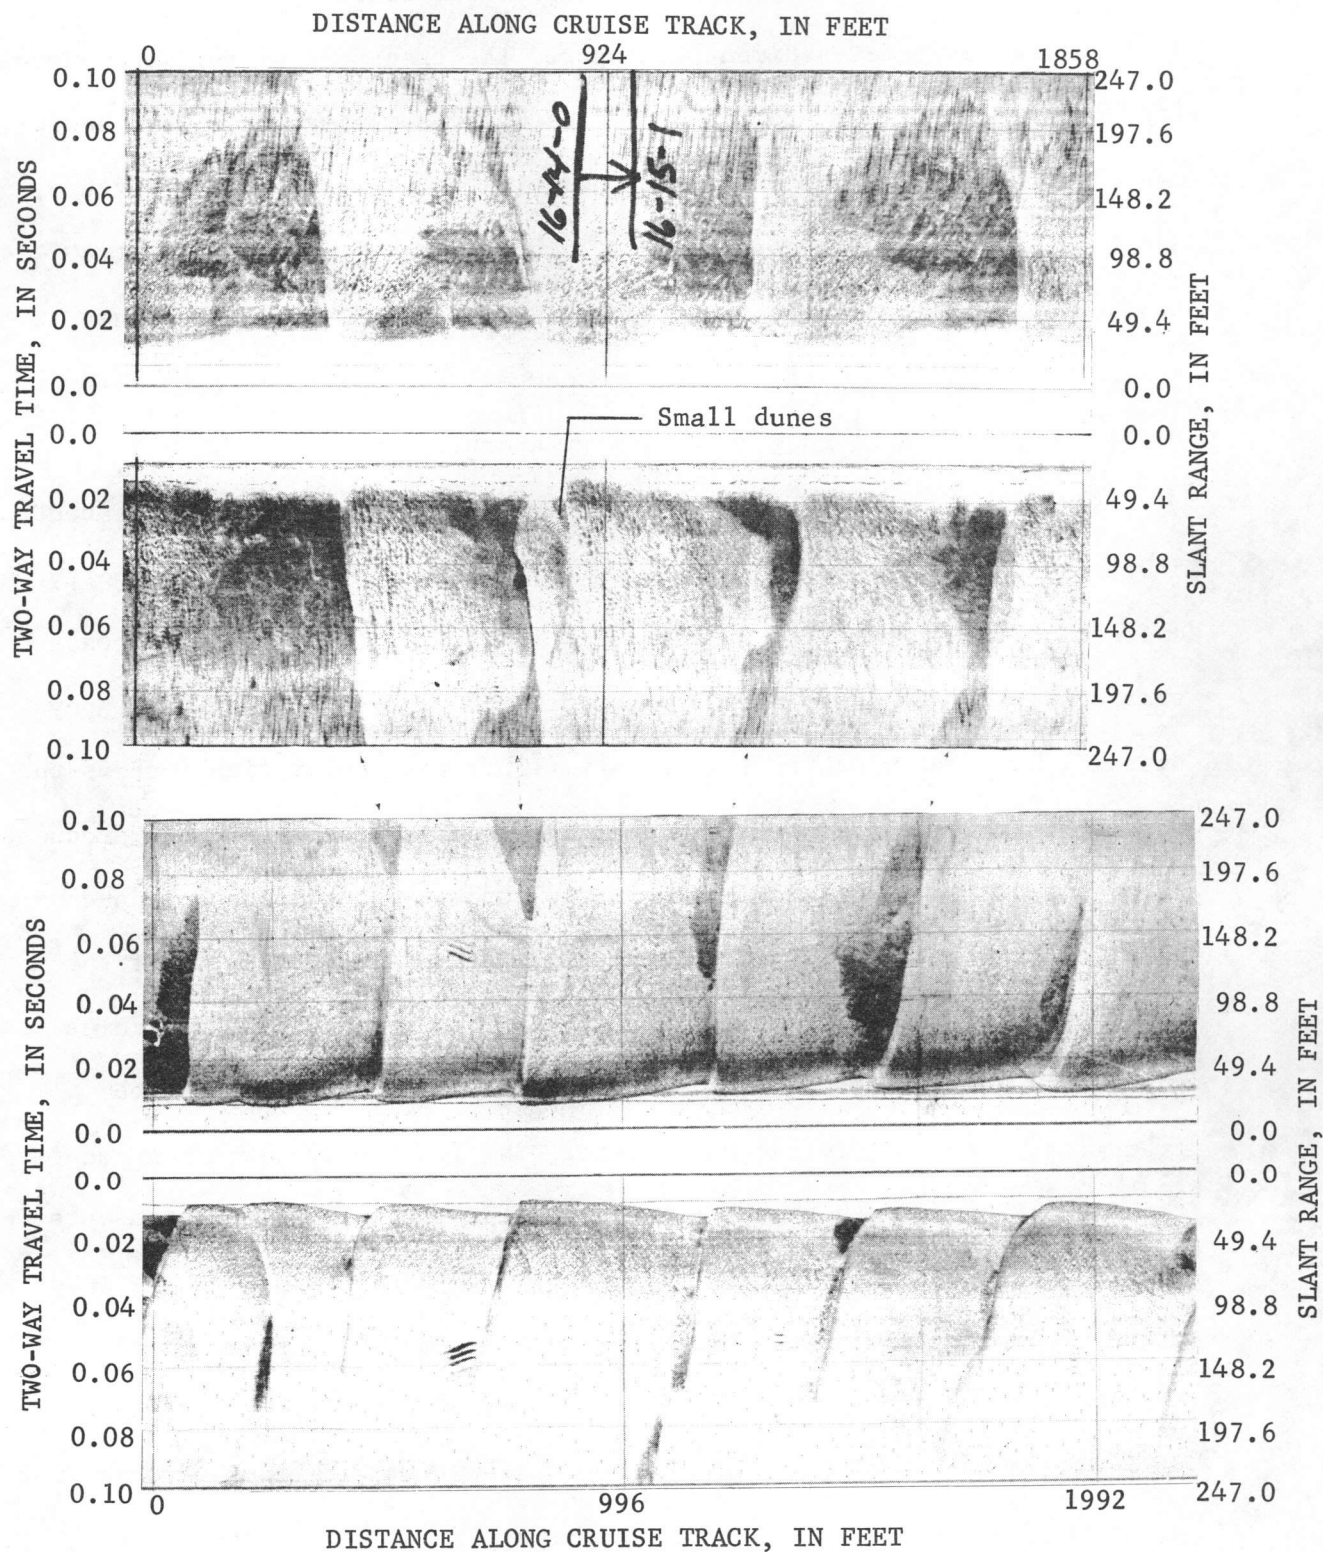 DISTANCE ALONG CRUISE TRACK, IN FEET
0 924 1858
0.10 247.0
0.08 197.6
0.06 148.2
0.04 98.8
0.02 49.4
0.0 0.0
16-14-0
16-15-1
TWO-WAY TRAVEL TIME, IN SECONDS
SLANT RANGE, IN FEET
Small dunes
0.0 0.0
0.02 49.4
0.04 98.8
0.06 148.2
0.08 197.6
0.10 247.0
0.10 247.0
0.08 197.6
0.06 148.2
0.04 98.8
0.02 49.4
0.0 0.0
TWO-WAY TRAVEL TIME, IN SECONDS
SLANT RANGE, IN FEET
0.0 0.0
0.02 49.4
0.04 98.8
0.06 148.2
0.08 197.6
0.10 247.0
0 996 1992
DISTANCE ALONG CRUISE TRACK, IN FEET